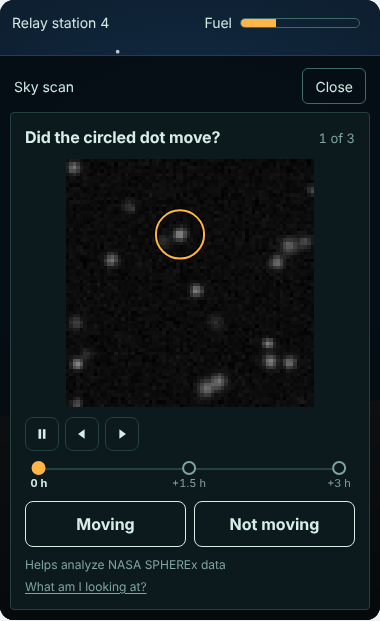 Relay station 4
Fuel
Sky scan
Close
Did the circled dot move?
1 of 3
0 h
+1.5 h
+3 h
Moving
Not moving
Helps analyze NASA SPHEREx data
What am I looking at?